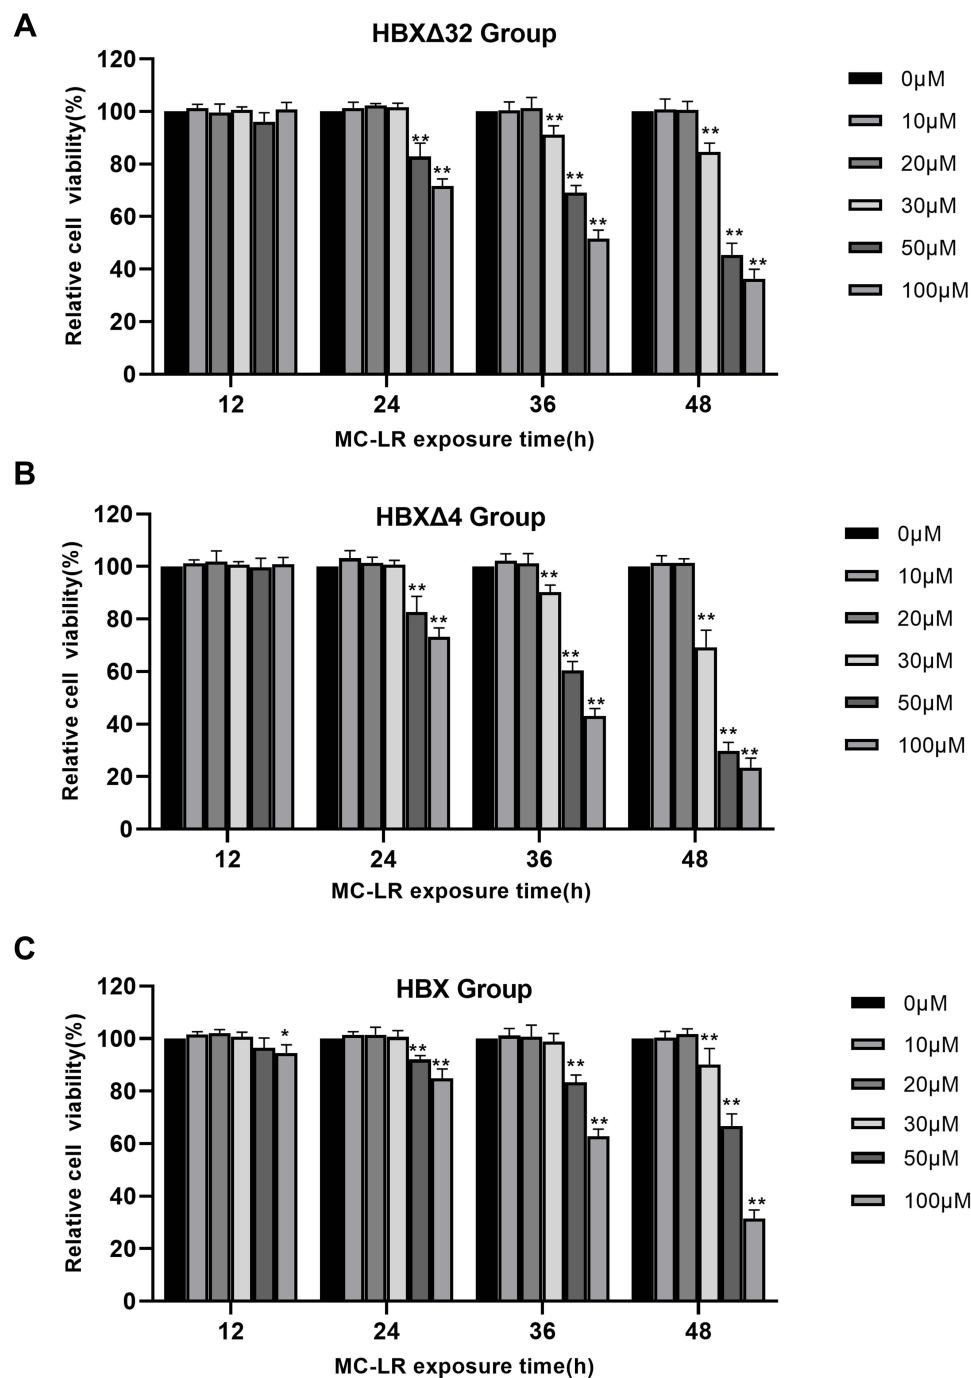 A
HBXΔ32 Group
Relative cell viability(%)
120
100
80
60
40
20
0
** ** ** ** ** ** ** **
12 24 36 48
MC-LR exposure time(h)
0µM
10µM
20µM
30µM
50µM
100µM
B
HBXΔ4 Group
Relative cell viability(%)
120
100
80
60
40
20
0
** ** ** ** ** ** ** **
12 24 36 48
MC-LR exposure time(h)
0µM
10µM
20µM
30µM
50µM
100µM
C
HBX Group
Relative cell viability(%)
120
100
80
60
40
20
0
* ** ** ** ** ** ** **
12 24 36 48
MC-LR exposure time(h)
0µM
10µM
20µM
30µM
50µM
100µM